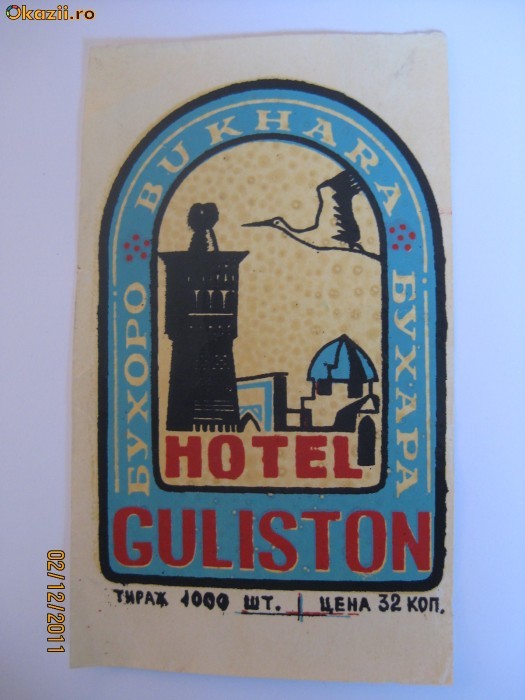 Okazii.ro
БУХОРО
BUKHARA
БУХАРА
HOTEL
GULISTON
ТИРАЖ 1000 ШТ. ЦЕНА 32 КОП.
02/12/2011